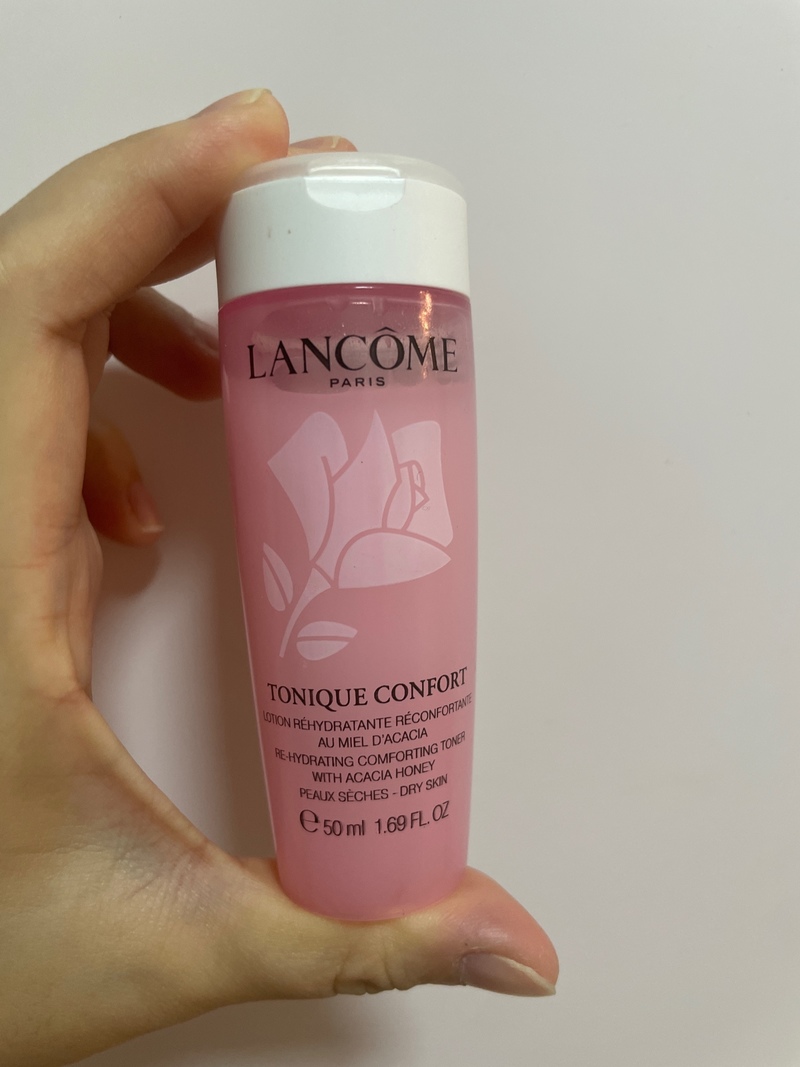 LANCÔME
PARIS
TONIQUE CONFORT
LOTION RÉHYDRATANTE RÉCONFORTANTE
AU MIEL D'ACACIA
RE-HYDRATING COMFORTING TONER
WITH ACACIA HONEY
PEAUX SÈCHES - DRY SKIN
℮ 50 ml 1.69 FL. OZ